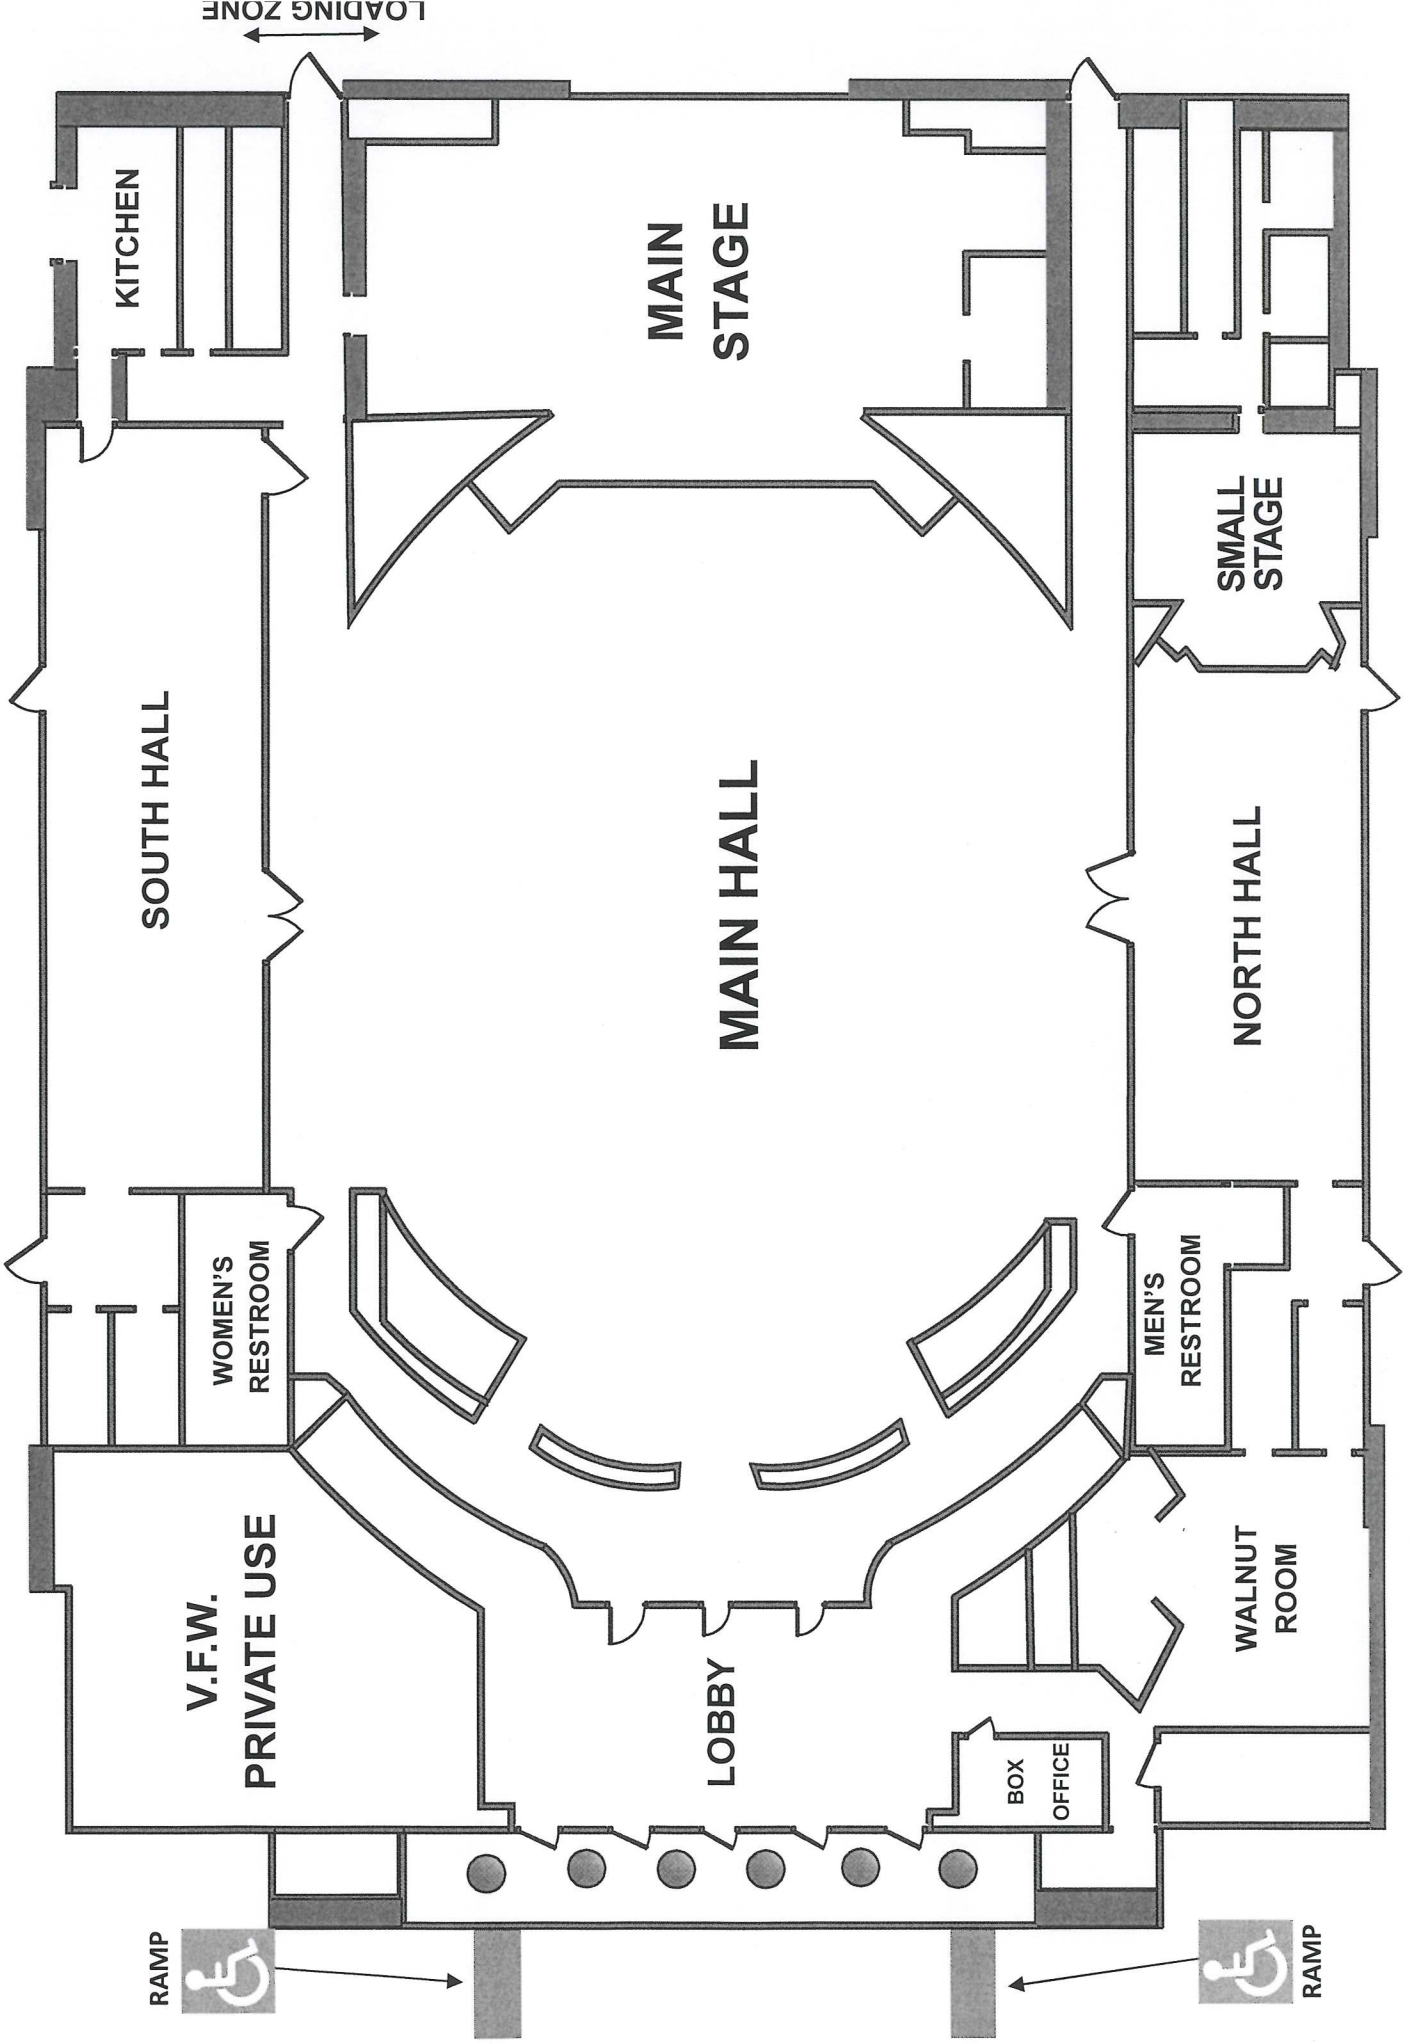 LOADING ZONE
KITCHEN
MAIN
STAGE
SMALL
STAGE
SOUTH HALL
MAIN HALL
NORTH HALL
WOMEN'S
RESTROOM
MEN'S
RESTROOM
V.F.W.
PRIVATE USE
LOBBY
WALNUT
ROOM
BOX
OFFICE
RAMP
RAMP